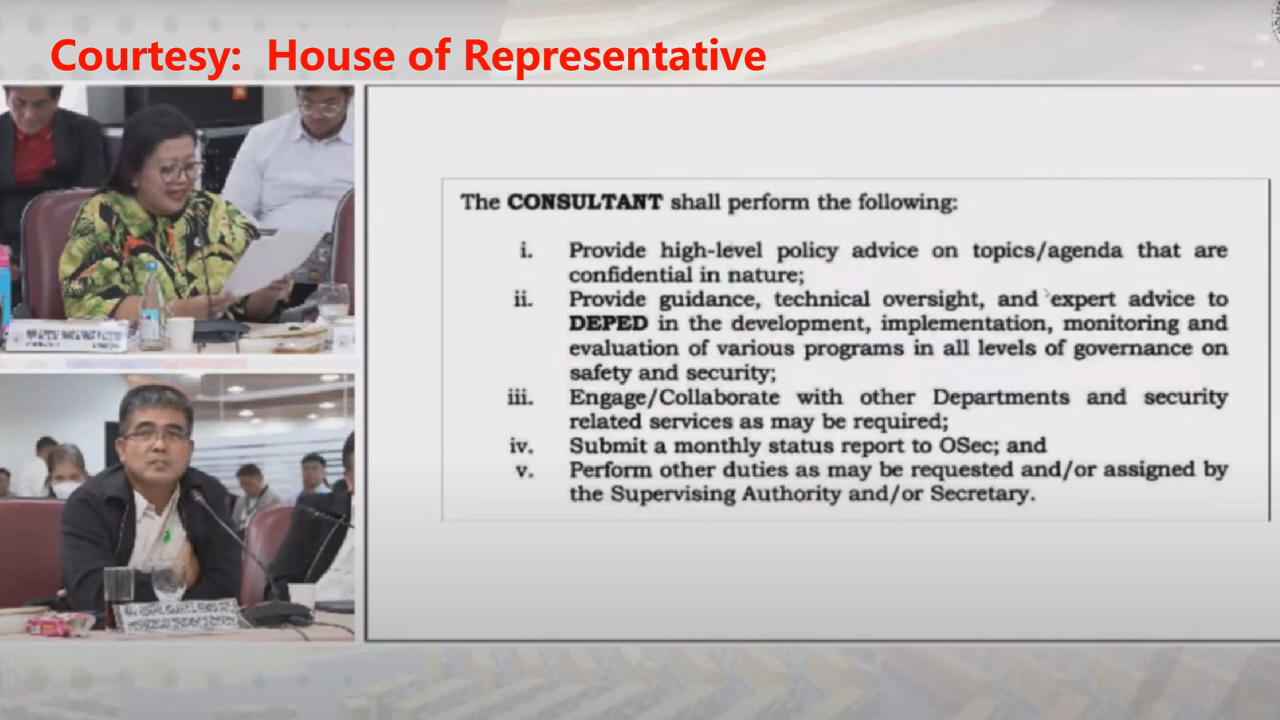 Courtesy: House of Representative
The CONSULTANT shall perform the following:
i. Provide high-level policy advice on topics/agenda that are
confidential in nature;
ii. Provide guidance, technical oversight, and expert advice to
DEPED in the development, implementation, monitoring and
evaluation of various programs in all levels of governance on
safety and security;
iii. Engage/Collaborate with other Departments and security
related services as may be required;
iv. Submit a monthly status report to OSec; and
v. Perform other duties as may be requested and/or assigned by
the Supervising Authority and/or Secretary.